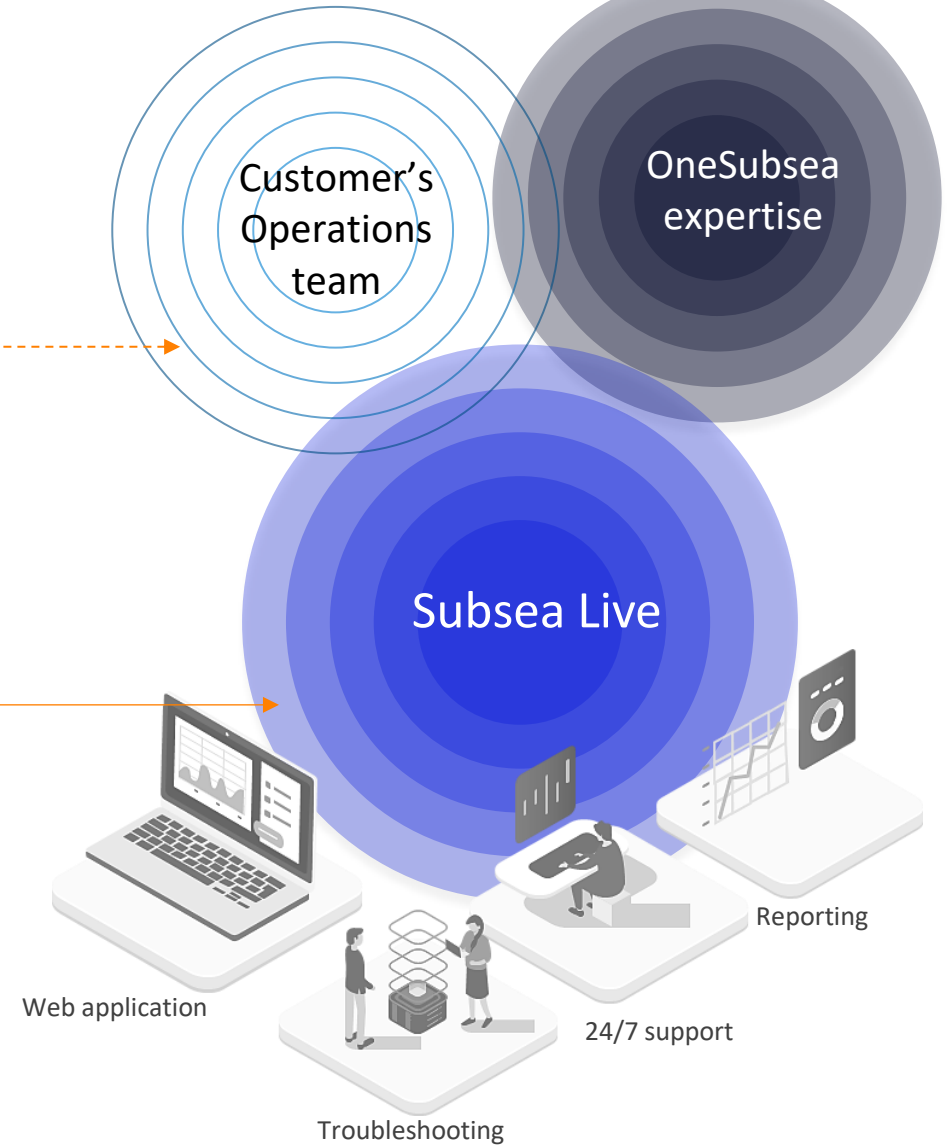 Customer’s
Operations
team
OneSubsea
expertise
Subsea Live
Reporting
Web application
24/7 support
Troubleshooting